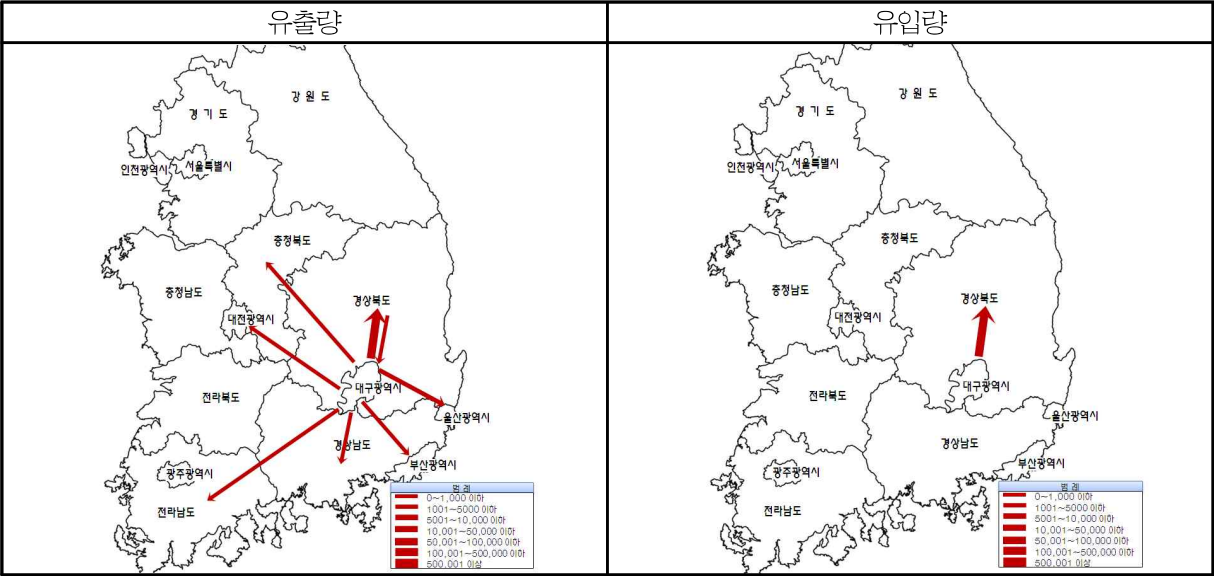 유출량
유입량
강 원 도
경 기 도
인천광역시
서울특별시
충청북도
충청남도
경상북도
대전광역시
대구광역시
전라북도
울산광역시
경상남도
부산광역시
광주광역시
전라남도
범 례
0~1,000 이하
1001~5000 이하
5001~10,000 이하
10,001~50,000 이하
50,001~100,000 이하
100,001~500,000 이하
500,001 이상
강 원 도
경 기 도
인천광역시
서울특별시
충청북도
충청남도
경상북도
대전광역시
대구광역시
전라북도
울산광역시
경상남도
부산광역시
광주광역시
전라남도
범 례
0~1,000 이하
1001~5000 이하
5001~10,000 이하
10,001~50,000 이하
50,001~100,000 이하
100,001~500,000 이하
500,001 이상